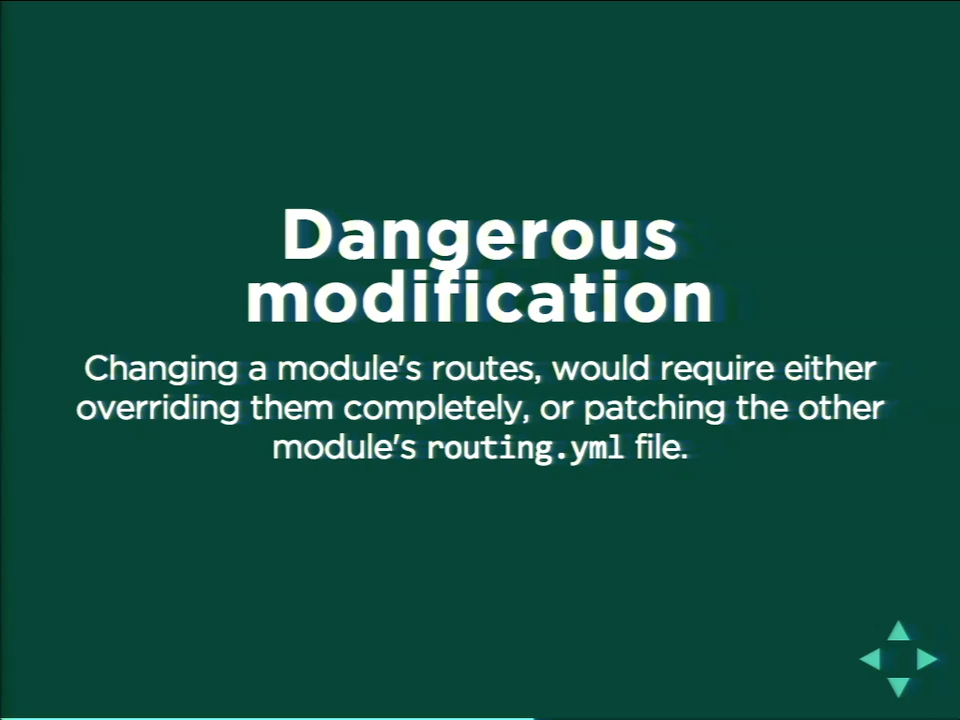 Dangerous
modification
Changing a module's routes, would require either
overriding them completely, or patching the other
module's routing.yml file.